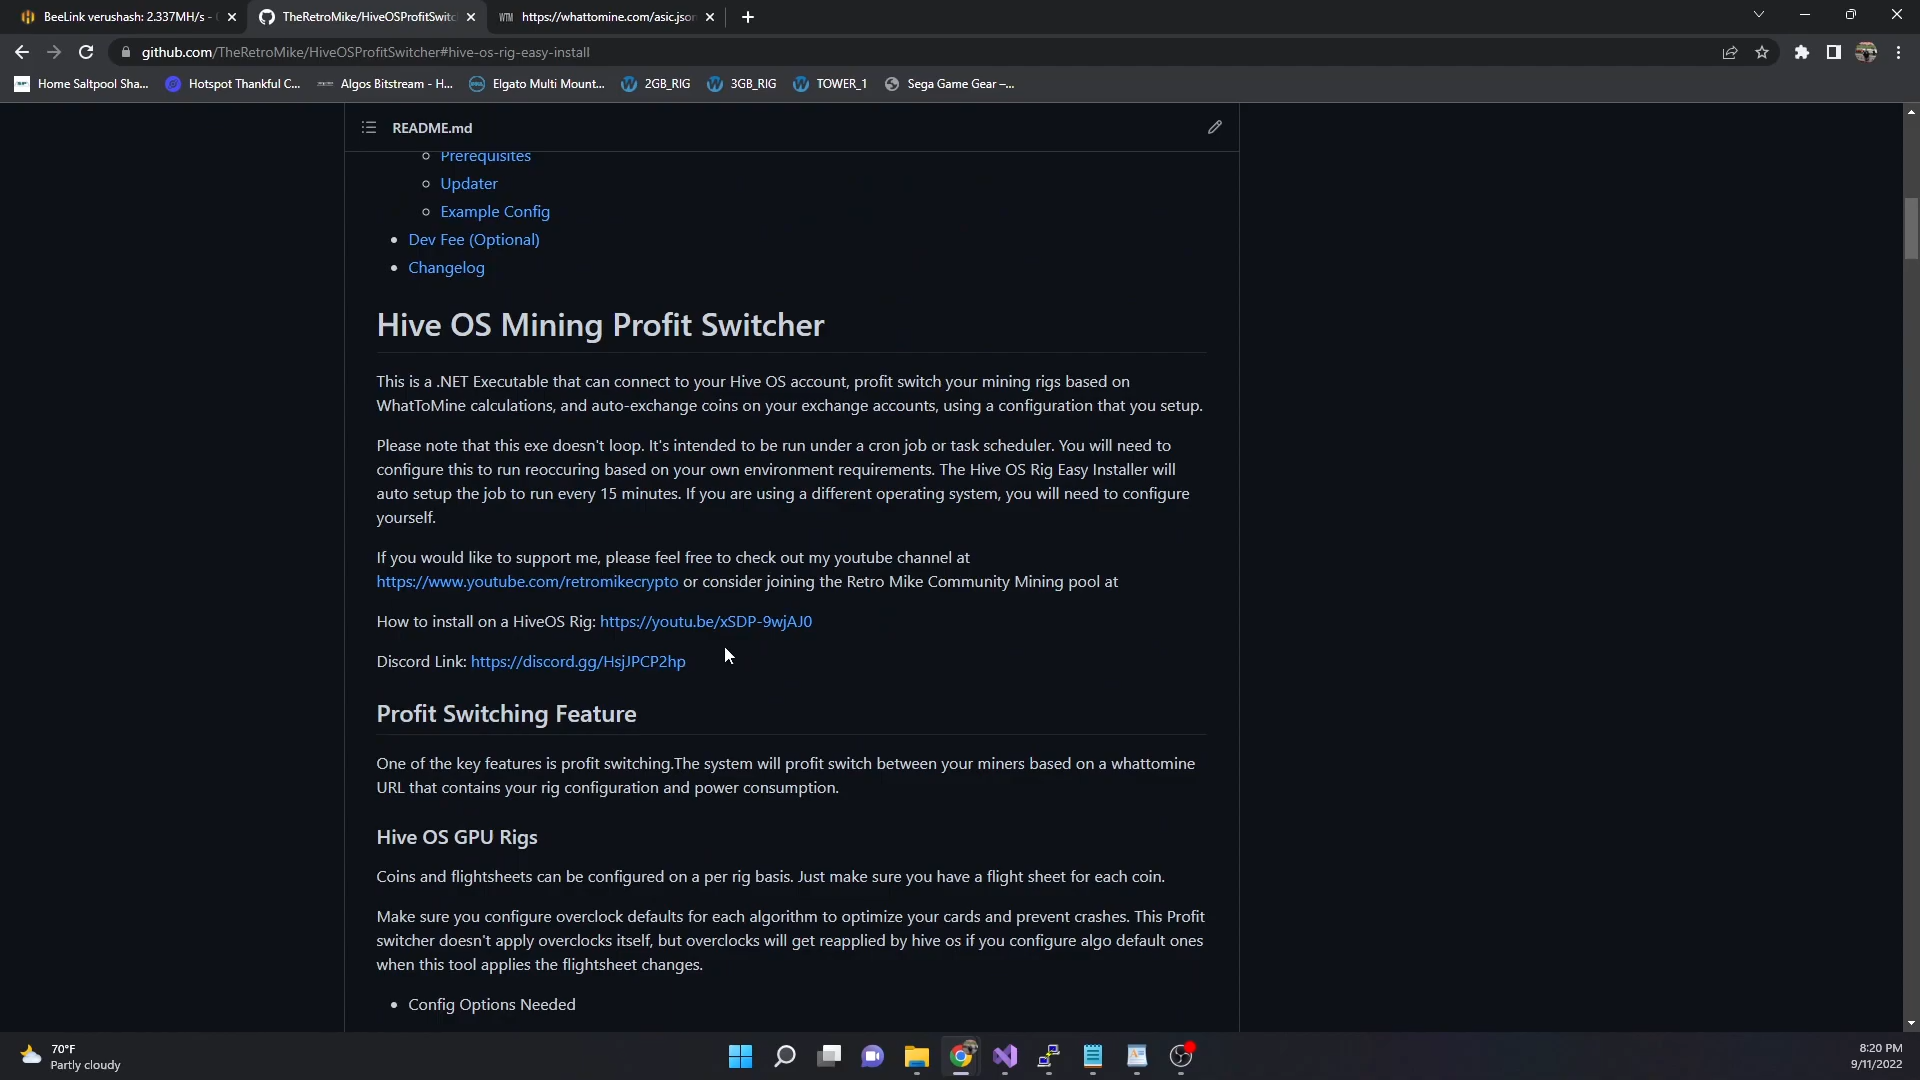 BeeLink verushash: 2.337MH/s -
TheRetroMike/HiveOSProfitSwitc
WTM https://whattomine.com/asic.json
github.com/TheRetroMike/HiveOSProfitSwitcher#hive-os-rig-easy-install
Home Saltpool Sha...
Hotspot Thankful C...
Algos Bitstream - H...
Elgato Multi Mount...
2GB_RIG
3GB_RIG
TOWER_1
Sega Game Gear –...
README.md
Prerequisites
Updater
Example Config
Dev Fee (Optional)
Changelog
Hive OS Mining Profit Switcher
This is a .NET Executable that can connect to your Hive OS account, profit switch your mining rigs based on
WhatToMine calculations, and auto-exchange coins on your exchange accounts, using a configuration that you setup.
Please note that this exe doesn't loop. It's intended to be run under a cron job or task scheduler. You will need to
configure this to run reoccuring based on your own environment requirements. The Hive OS Rig Easy Installer will
auto setup the job to run every 15 minutes. If you are using a different operating system, you will need to configure
yourself.
If you would like to support me, please feel free to check out my youtube channel at
https://www.youtube.com/retromikecrypto or consider joining the Retro Mike Community Mining pool at
How to install on a HiveOS Rig: https://youtu.be/xSDP-9wjAJ0
Discord Link: https://discord.gg/HsjJPCP2hp
Profit Switching Feature
One of the key features is profit switching.The system will profit switch between your miners based on a whattomine
URL that contains your rig configuration and power consumption.
Hive OS GPU Rigs
Coins and flightsheets can be configured on a per rig basis. Just make sure you have a flight sheet for each coin.
Make sure you configure overclock defaults for each algorithm to optimize your cards and prevent crashes. This Profit
switcher doesn't apply overclocks itself, but overclocks will get reapplied by hive os if you configure algo default ones
when this tool applies the flightsheet changes.
Config Options Needed
70°F
Partly cloudy
8:20 PM
9/11/2022